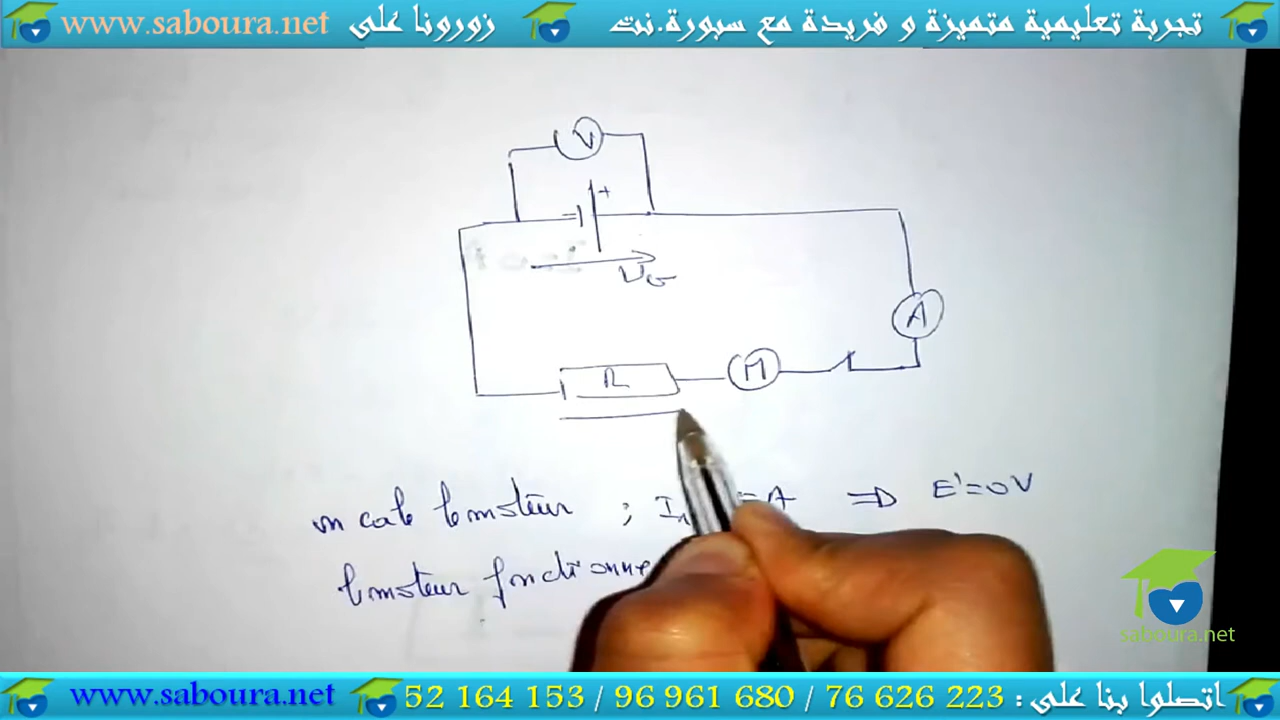 www.saboura.net زورونا على تجربة تعليمية متميزة و فريدة مع سبورة.نت
V
+
UG
A
R
M
on cale le moteur ; I =A => E'=0V
le moteur fonctionne
saboura.net
www.saboura.net 52 164 153 / 96 961 680 / 76 626 223 : اتصلوا بنا على